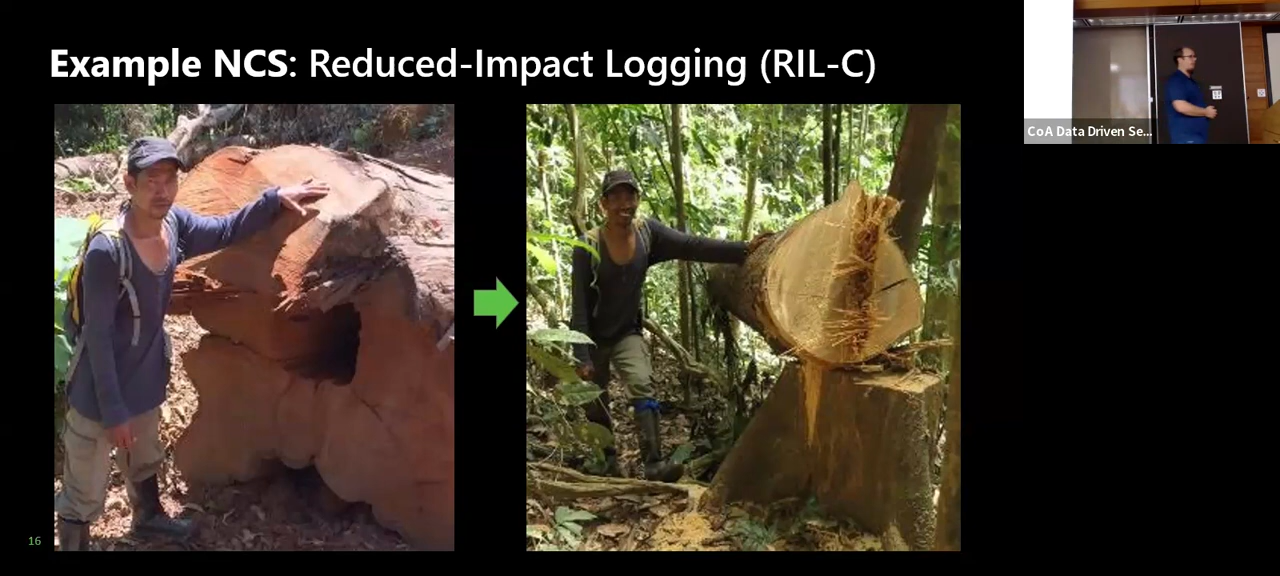 Example NCS: Reduced-Impact Logging (RIL-C)
CoA Data Driven Se...
16